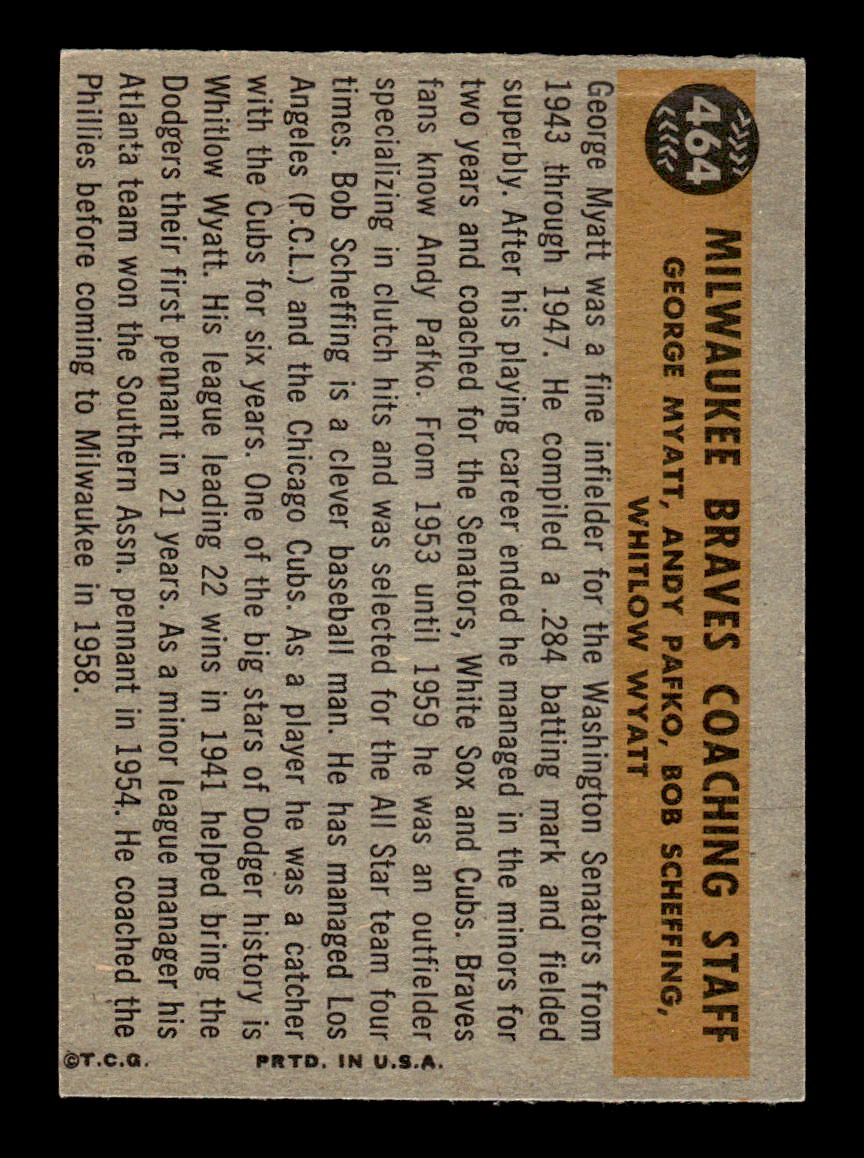 464
MILWAUKEE BRAVES COACHING STAFF
GEORGE MYATT, ANDY PAFKO, BOB SCHEFFING,
WHITLOW WYATT
George Myatt was a fine infielder for the Washington Senators from
1943 through 1947. He compiled a .284 batting mark and fielded
superbly. After his playing career ended he managed in the minors for
two years and coached for the Senators, White Sox and Cubs. Braves
fans know Andy Pafko. From 1953 until 1959 he was an outfielder
specializing in clutch hits and was selected for the All Star team four
times. Bob Scheffing is a clever baseball man. He has managed Los
Angeles (P.C.L.) and the Chicago Cubs. As a player he was a catcher
with the Cubs for six years. One of the big stars of Dodger history is
Whitlow Wyatt. His league leading 22 wins in 1941 helped bring the
Dodgers their first pennant in 21 years. As a minor league manager his
Atlanta team won the Southern Assn. pennant in 1954. He coached the
Phillies before coming to Milwaukee in 1958.
©T.C.G. PRTD. IN U.S.A.